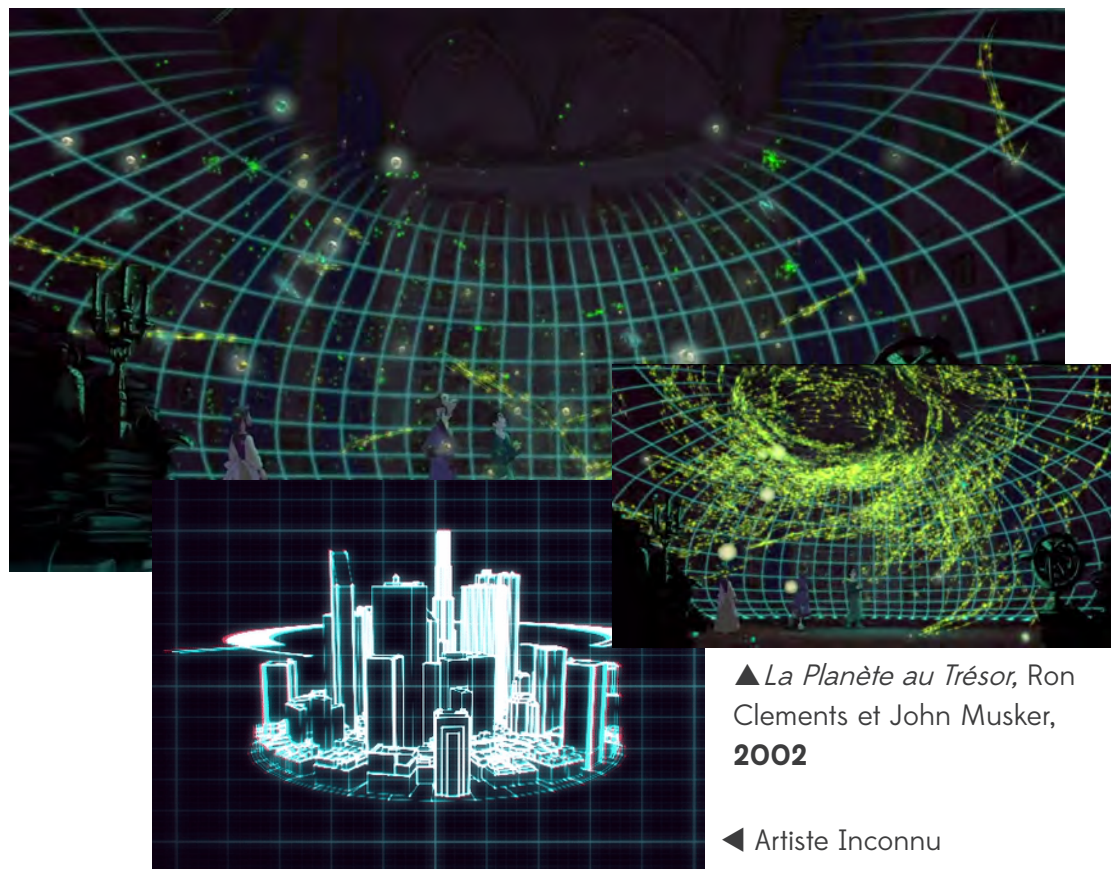 ▲La Planète au Trésor, Ron
Clements et John Musker,
2002
◀ Artiste Inconnu